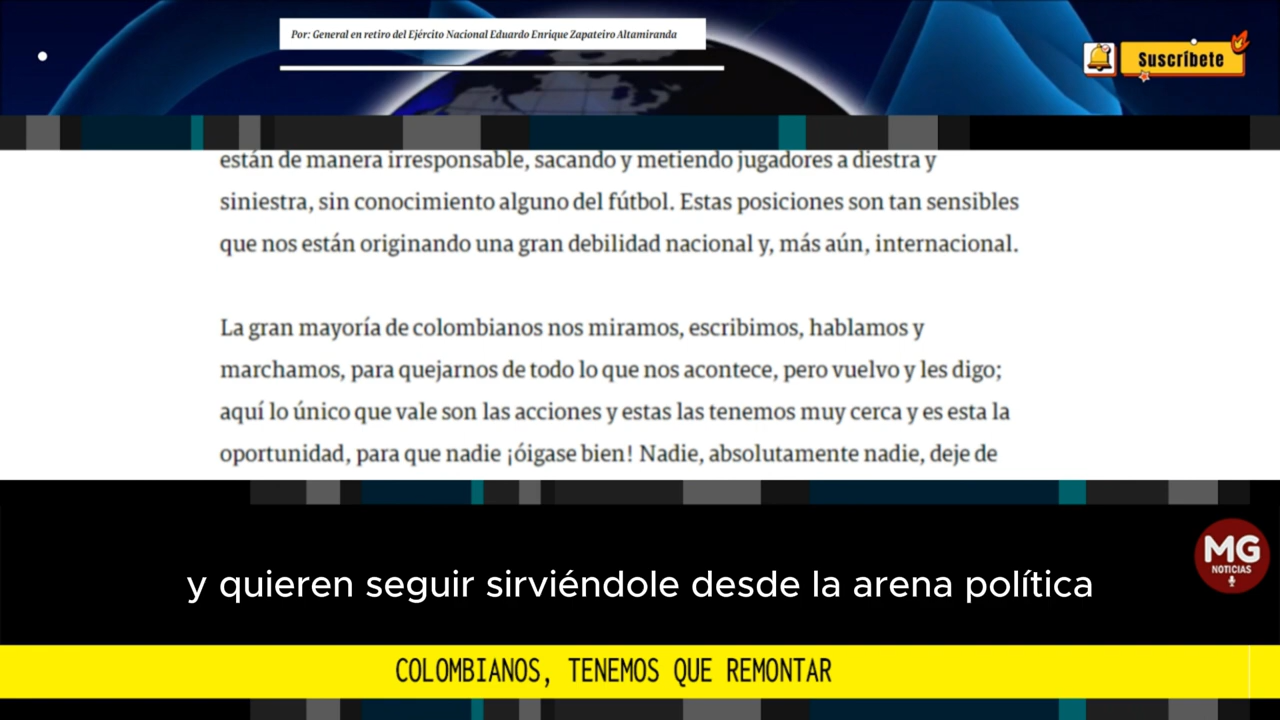 Por: General en retiro del Ejército Nacional Eduardo Enrique Zapateiro Altamiranda
Suscríbete
están de manera irresponsable, sacando y metiendo jugadores a diestra y
siniestra, sin conocimiento alguno del fútbol. Estas posiciones son tan sensibles
que nos están originando una gran debilidad nacional y, más aún, internacional.
La gran mayoría de colombianos nos miramos, escribimos, hablamos y
marchamos, para quejarnos de todo lo que nos acontece, pero vuelvo y les digo;
aquí lo único que vale son las acciones y estas las tenemos muy cerca y es esta la
oportunidad, para que nadie ¡óigase bien! Nadie, absolutamente nadie, deje de
MG
NOTICIAS
y quieren seguir sirviéndole desde la arena política
COLOMBIANOS, TENEMOS QUE REMONTAR